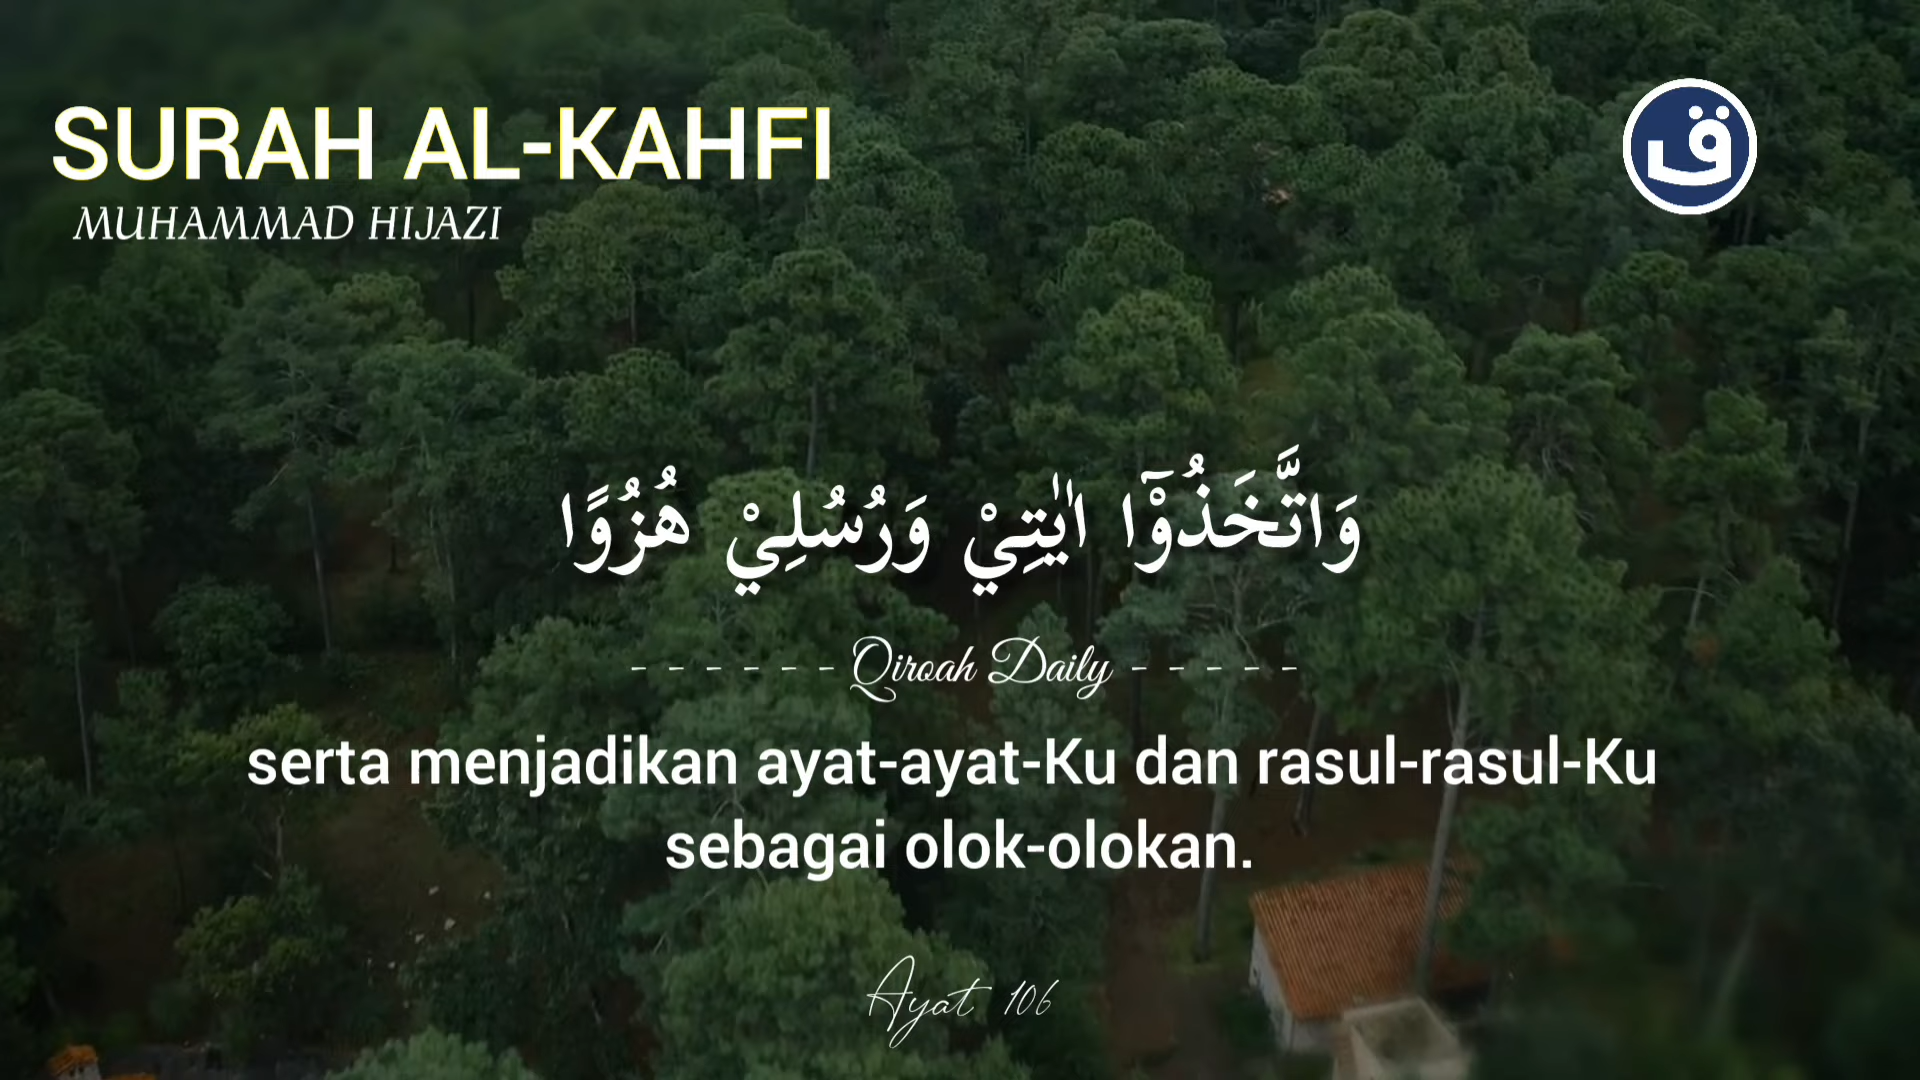 SURAH AL-KAHFI
MUHAMMAD HIJAZI
ق
وَاتَّخَذُوْٓا اٰيٰتِيْ وَرُسُلِيْ هُزُوًا
- - - - - - Qiroah Daily - - - - -
serta menjadikan ayat-ayat-Ku dan rasul-rasul-Ku
sebagai olok-olokan.
Ayat 106